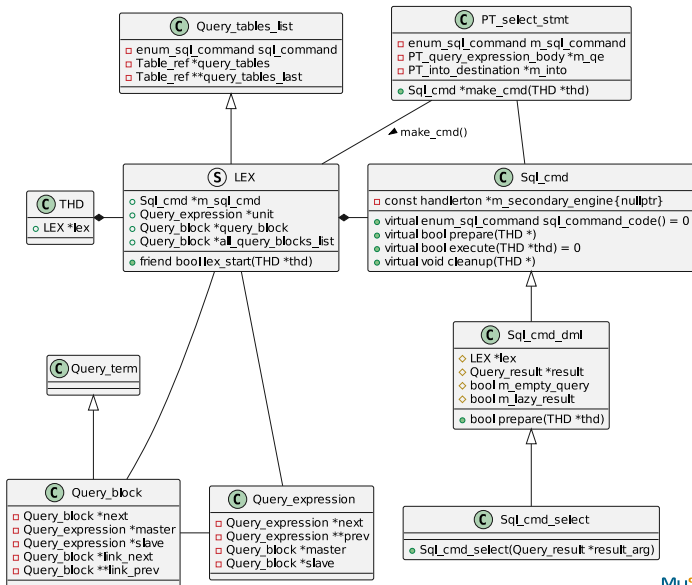 C Query_tables_list
enum_sql_command sql_command
Table_ref *query_tables
Table_ref **query_tables_last
C PT_select_stmt
enum_sql_command m_sql_command
PT_query_expression_body *m_qe
PT_into_destination *m_into
Sql_cmd *make_cmd(THD *thd)
make_cmd()
C THD
LEX *lex
S LEX
Sql_cmd *m_sql_cmd
Query_expression *unit
Query_block *query_block
Query_block *all_query_blocks_list
friend bool lex_start(THD *thd)
C Sql_cmd
const handlerton *m_secondary_engine{nullptr}
virtual enum_sql_command sql_command_code() = 0
virtual bool prepare(THD *)
virtual bool execute(THD *thd) = 0
virtual void cleanup(THD *)
C Query_term
C Sql_cmd_dml
LEX *lex
Query_result *result
bool m_empty_query
bool m_lazy_result
bool prepare(THD *thd)
C Query_block
Query_block *next
Query_expression *master
Query_expression *slave
Query_block *link_next
Query_block **link_prev
C Query_expression
Query_expression *next
Query_expression **prev
Query_block *master
Query_block *slave
C Sql_cmd_select
Sql_cmd_select(Query_result *result_arg)